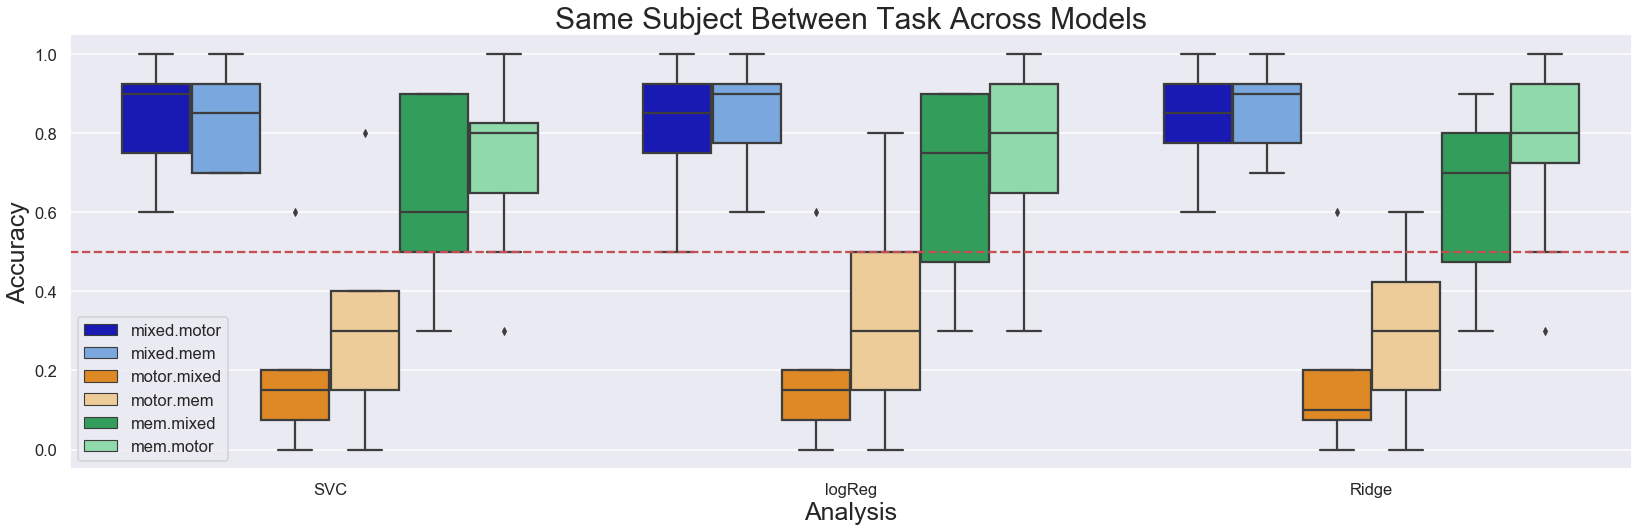 Same Subject Between Task Across Models
Accuracy
1.0
0.8
0.6
0.4
0.2
0.0
mixed.motor
mixed.mem
motor.mixed
motor.mem
mem.mixed
mem.motor
SVC
logReg
Ridge
Analysis